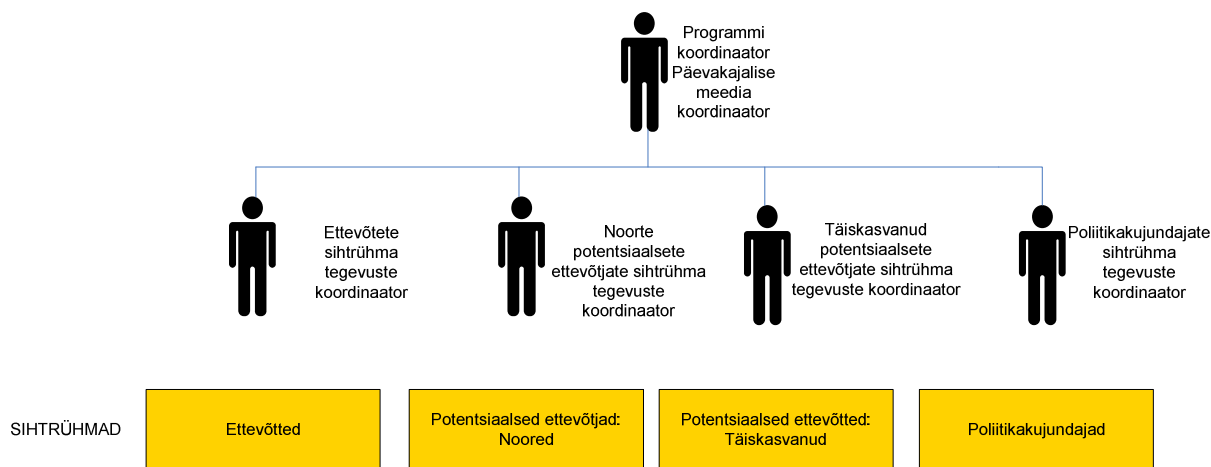 Programmi
koordinaator
Päevakajalise
meedia
koordinaator
Ettevõtete
sihtrühma
tegevuste
koordinaator
Noorte
potentsiaalsete
ettevõtjate sihtrühma
tegevuste
koordinaator
Täiskasvanud
potentsiaalsete
ettevõtjate sihtrühma
tegevuste koordinaator
Poliitikakujundajate
sihtrühma
tegevuste
koordinaator
SIHTRÜHMAD
Ettevõtted
Potentsiaalsed ettevõtjad:
Noored
Potentsiaalsed ettevõtted:
Täiskasvanud
Poliitikakujundajad